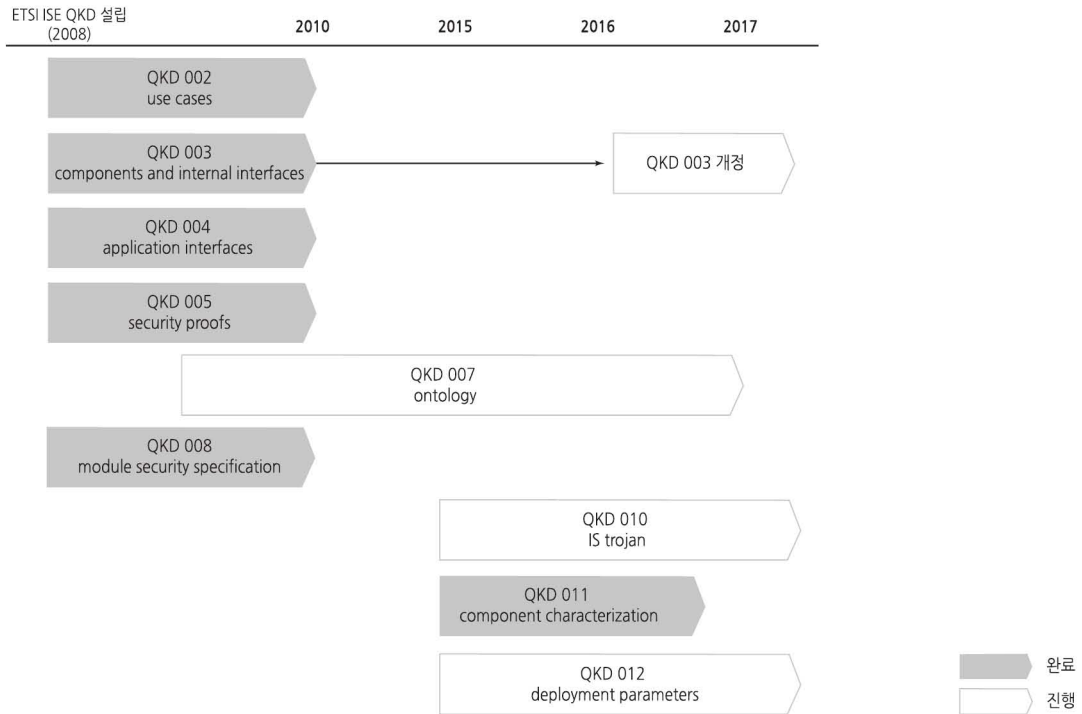 ETSI ISE QKD 설립
(2008)
2010
2015
2016
2017
QKD 002
use cases
QKD 003
components and internal interfaces
QKD 003 개정
QKD 004
application interfaces
QKD 005
security proofs
QKD 007
ontology
QKD 008
module security specification
QKD 010
IS trojan
QKD 011
component characterization
QKD 012
deployment parameters
완료
진행